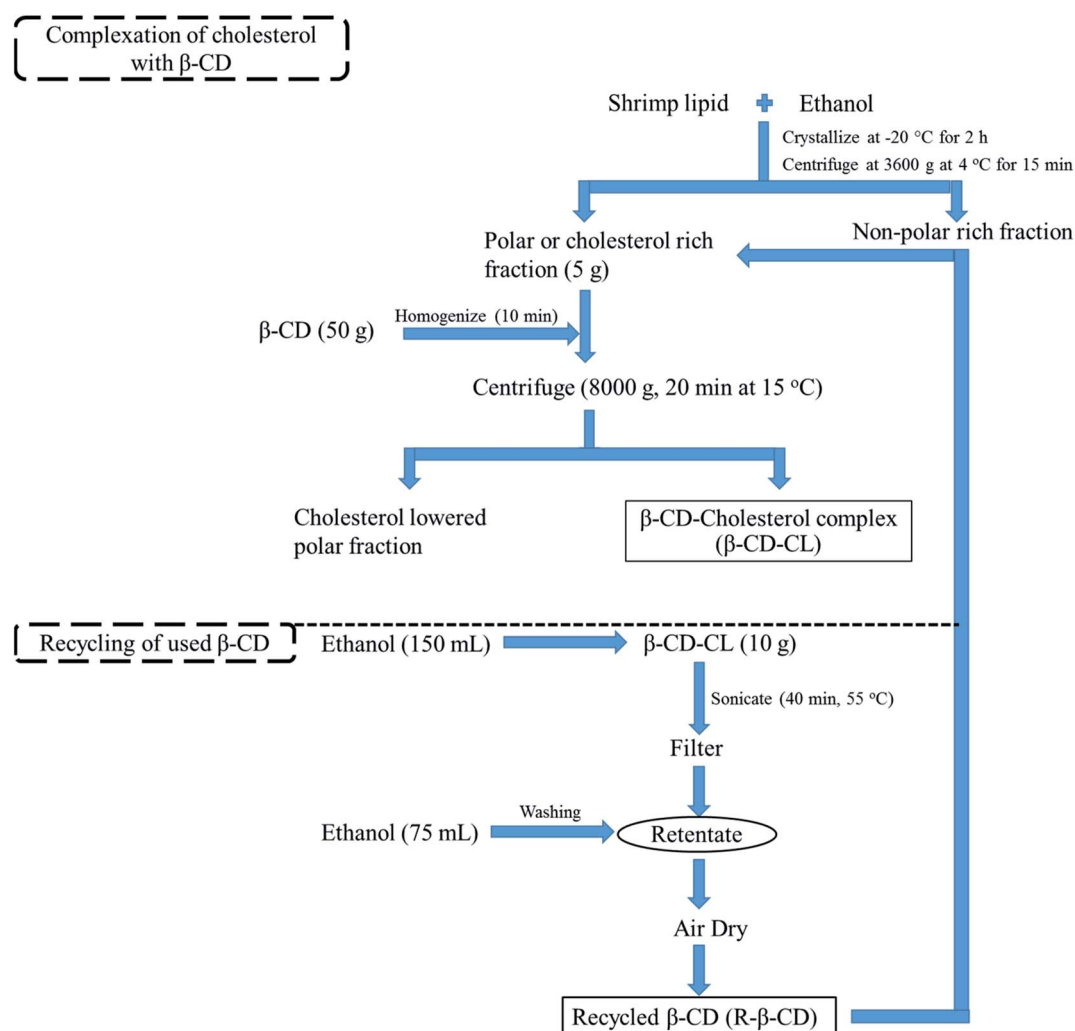 Complexation of cholesterol
with β-CD
Shrimp lipid + Ethanol
Crystallize at -20 °C for 2 h
Centrifuge at 3600 g at 4 °C for 15 min
Polar or cholesterol rich
fraction (5 g)
Non-polar rich fraction
Homogenize (10 min)
β-CD (50 g)
Centrifuge (8000 g, 20 min at 15 °C)
Cholesterol lowered
polar fraction
β-CD-Cholesterol complex
(β-CD-CL)
Recycling of used β-CD
Ethanol (150 mL)
β-CD-CL (10 g)
Sonicate (40 min, 55 °C)
Filter
Washing
Ethanol (75 mL)
Retentate
Air Dry
Recycled β-CD (R-β-CD)